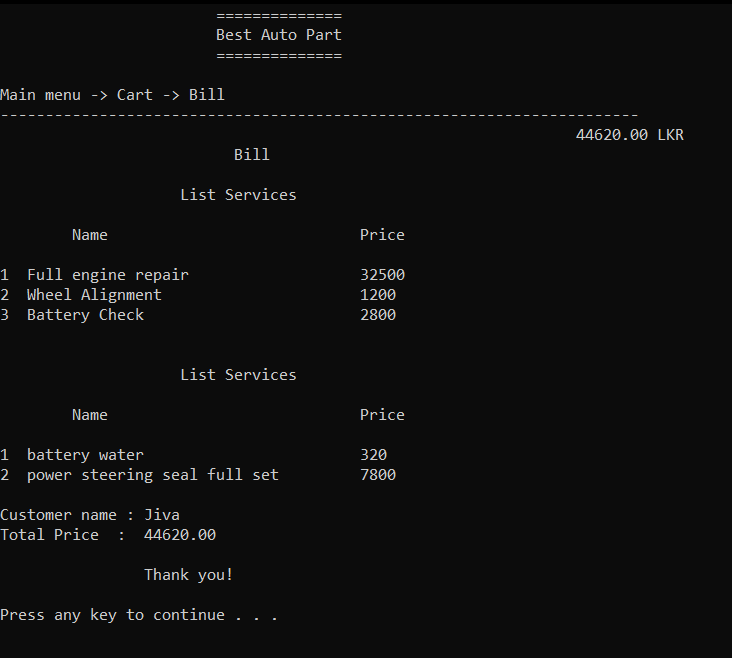 ==============
Best Auto Part
==============
Main menu -> Cart -> Bill
-----------------------------------------------------------------------
44620.00 LKR
Bill
List Services
Name Price
1 Full engine repair 32500
2 Wheel Alignment 1200
3 Battery Check 2800
List Services
Name Price
1 battery water 320
2 power steering seal full set 7800
Customer name : Jiva
Total Price : 44620.00
Thank you!
Press any key to continue . . .